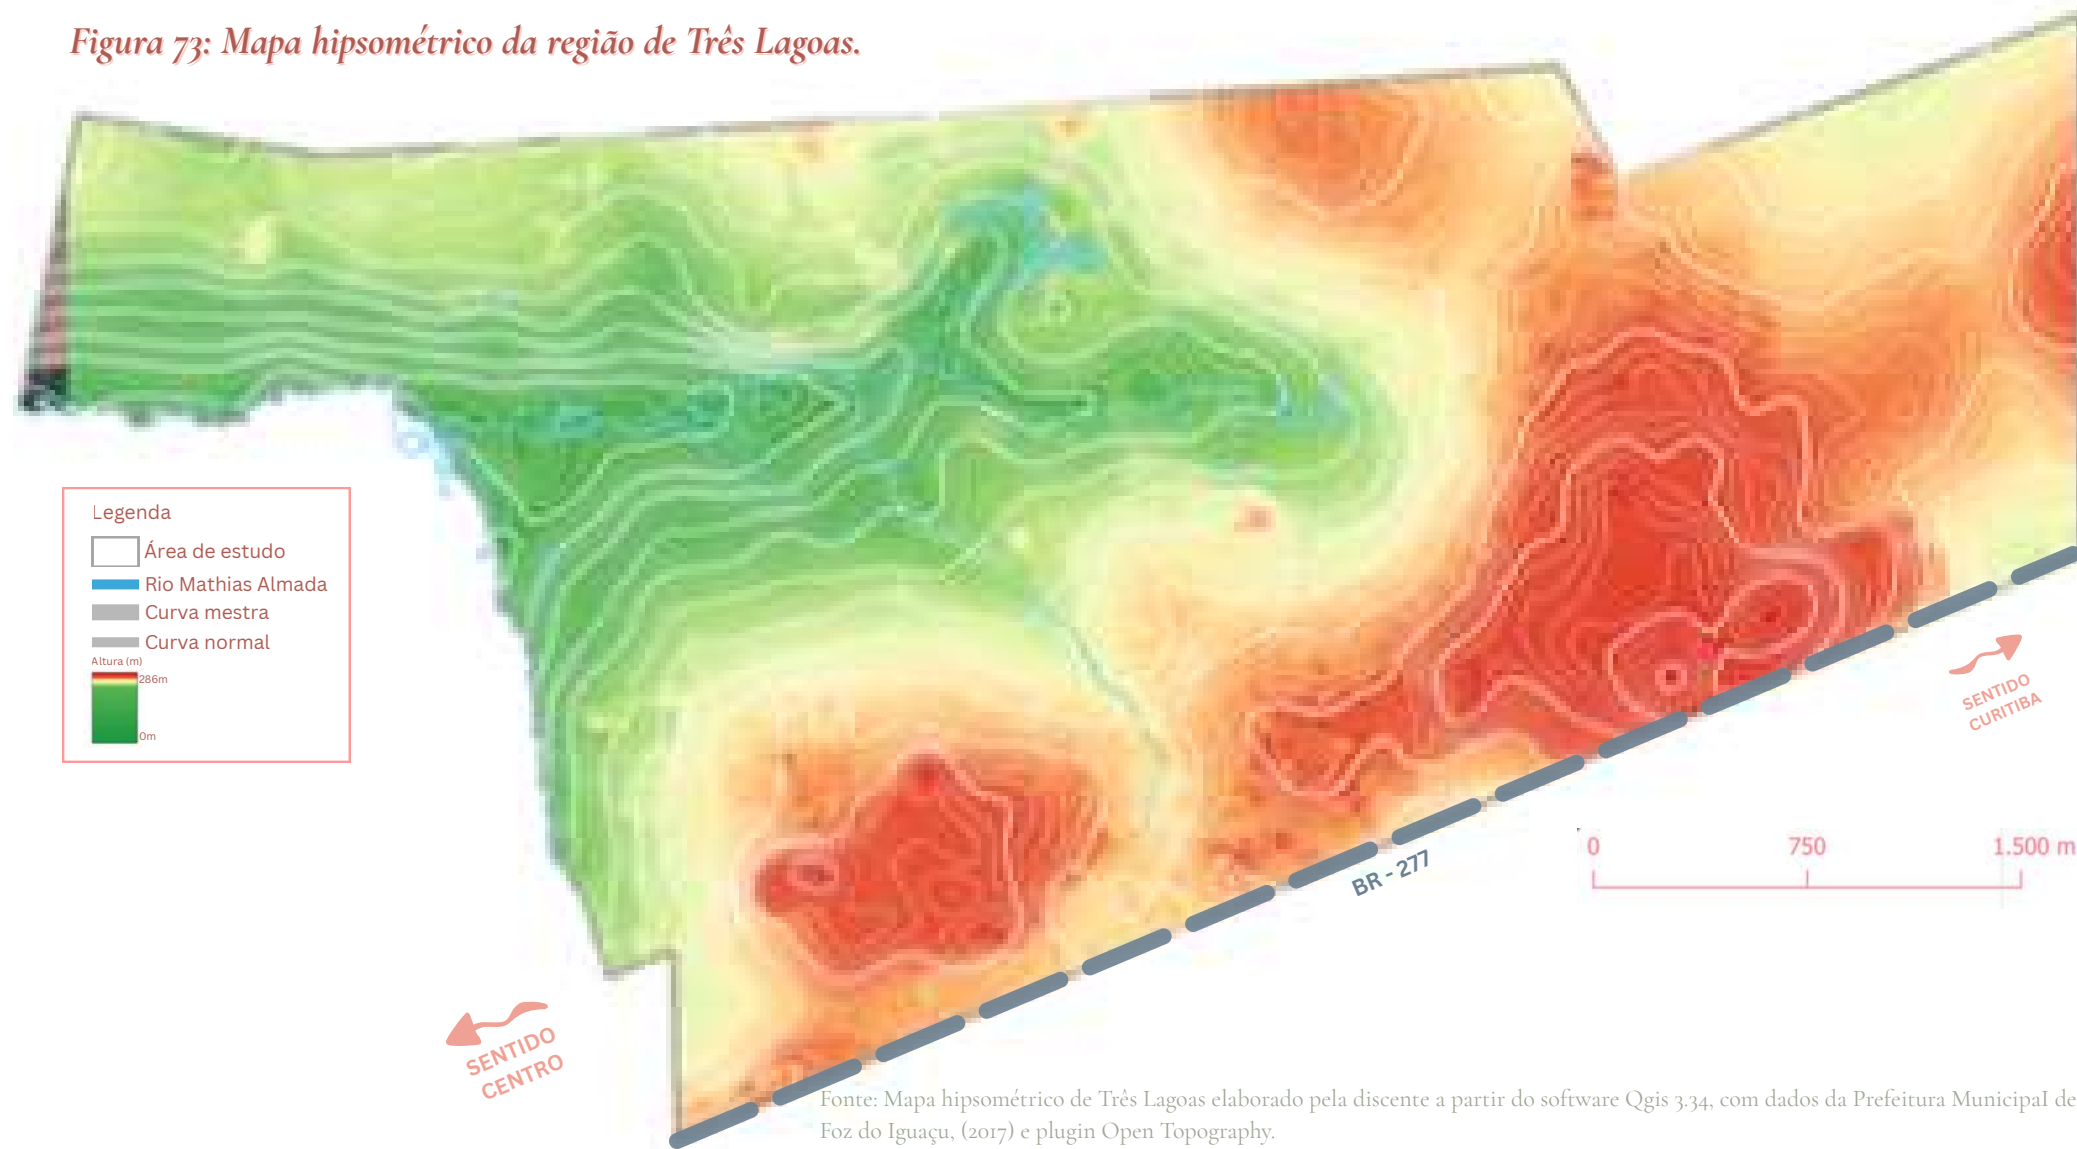 Figura 73: Mapa hipsométrico da região de Três Lagoas.
Legenda
Área de estudo
Rio Mathias Almada
Curva mestra
Curva normal
Altura (m)
286m
0m
SENTIDO
CURITIBA
0 750 1.500 m
BR - 277
SENTIDO
CENTRO
Fonte: Mapa hipsométrico de Três Lagoas elaborado pela discente a partir do software Qgis 3.34, com dados da Prefeitura Municipal de
Foz do Iguaçu, (2017) e plugin Open Topography.